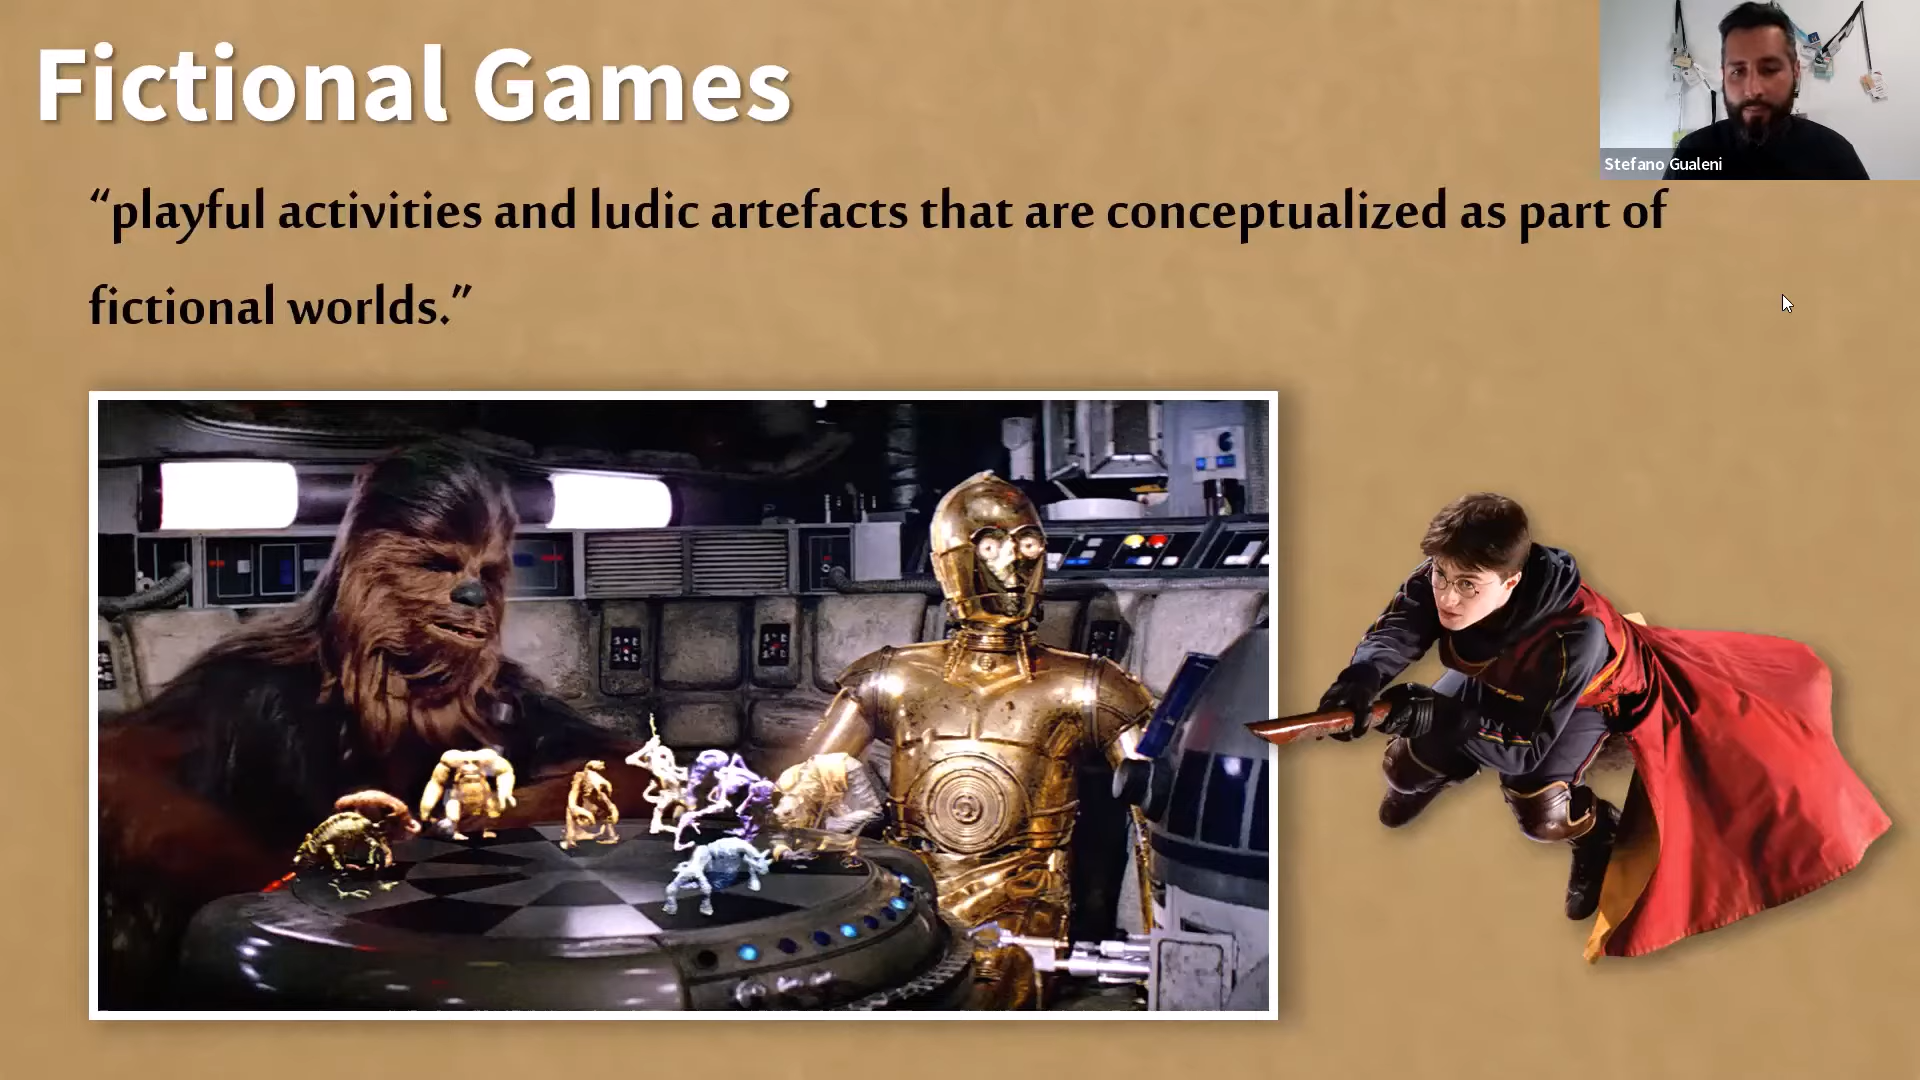 Fictional Games
Stefano Gualeni
“playful activities and ludic artefacts that are conceptualized as part of
fictional worlds.”